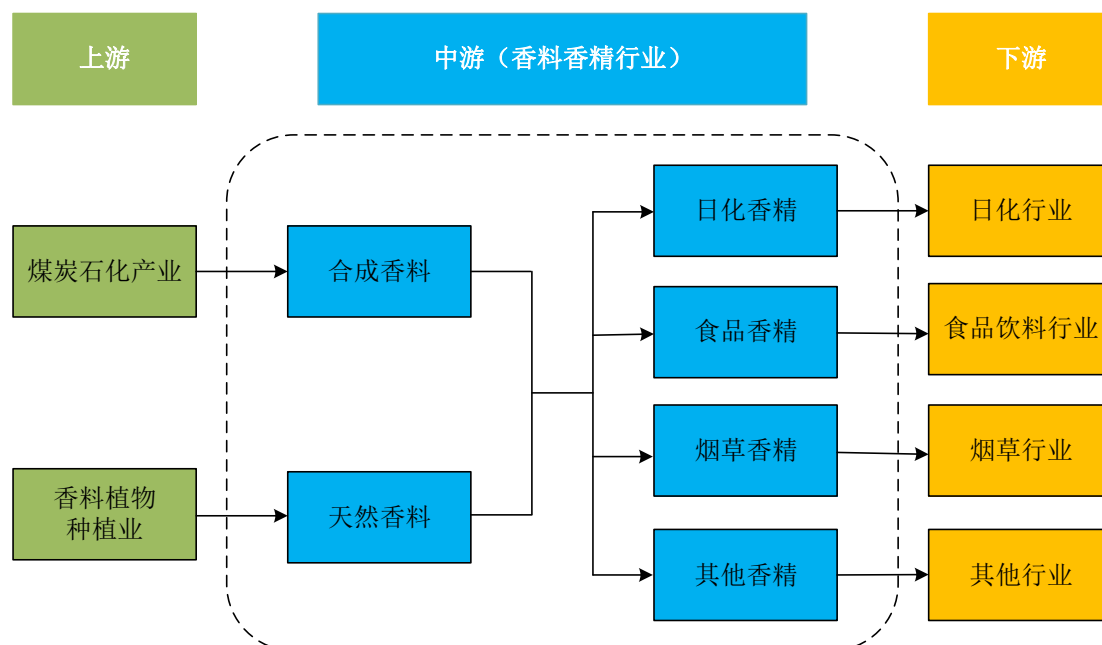 上游
中游（香料香精行业）
下游
煤炭石化产业
合成香料
日化香精
日化行业
食品香精
食品饮料行业
香料植物
种植业
天然香料
烟草香精
烟草行业
其他香精
其他行业